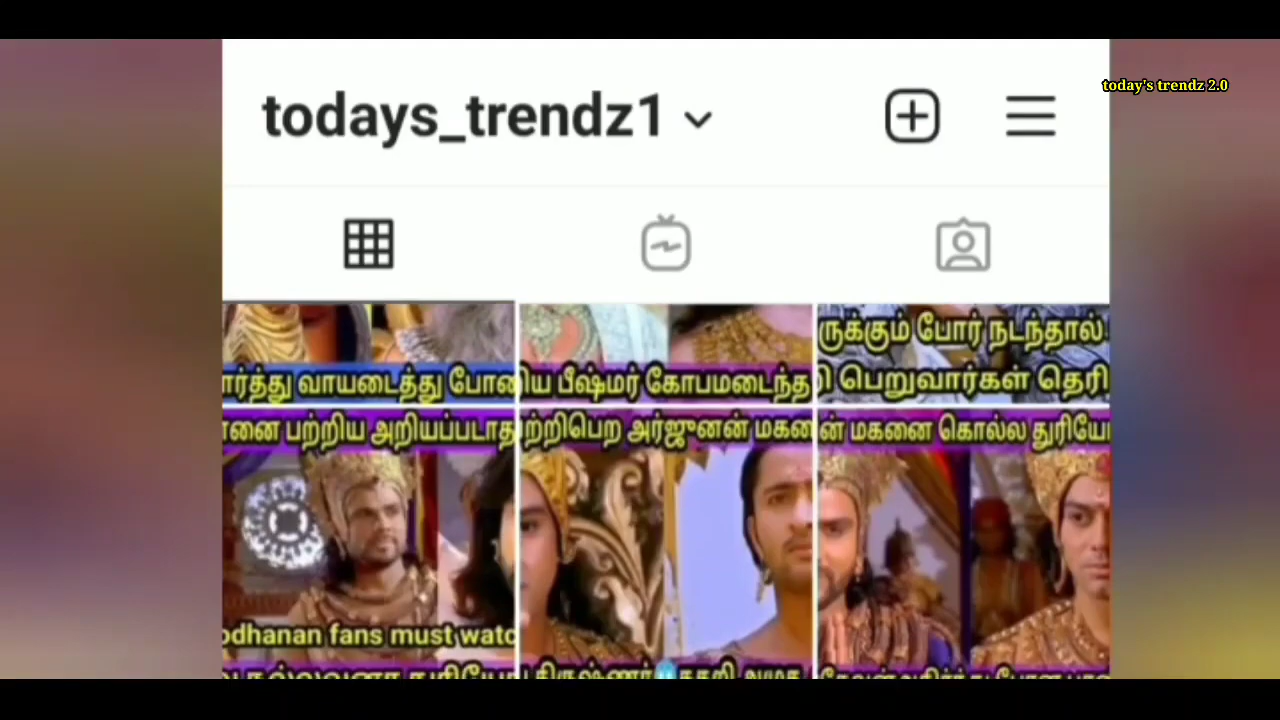 todays_trendz1
today's trendz 2.0
ருக்கும் போர் நடந்தால்
வாயடைத்து போன
பீஷ்மர் கோபமடைந்த
பெறுவார்கள் தெரி
பற்றிய அறியப்படாத
ற்றிபெற அர்ஜுனன் மகன
ன் மகனை கொல்ல துரியோ
odhanan fans must watc